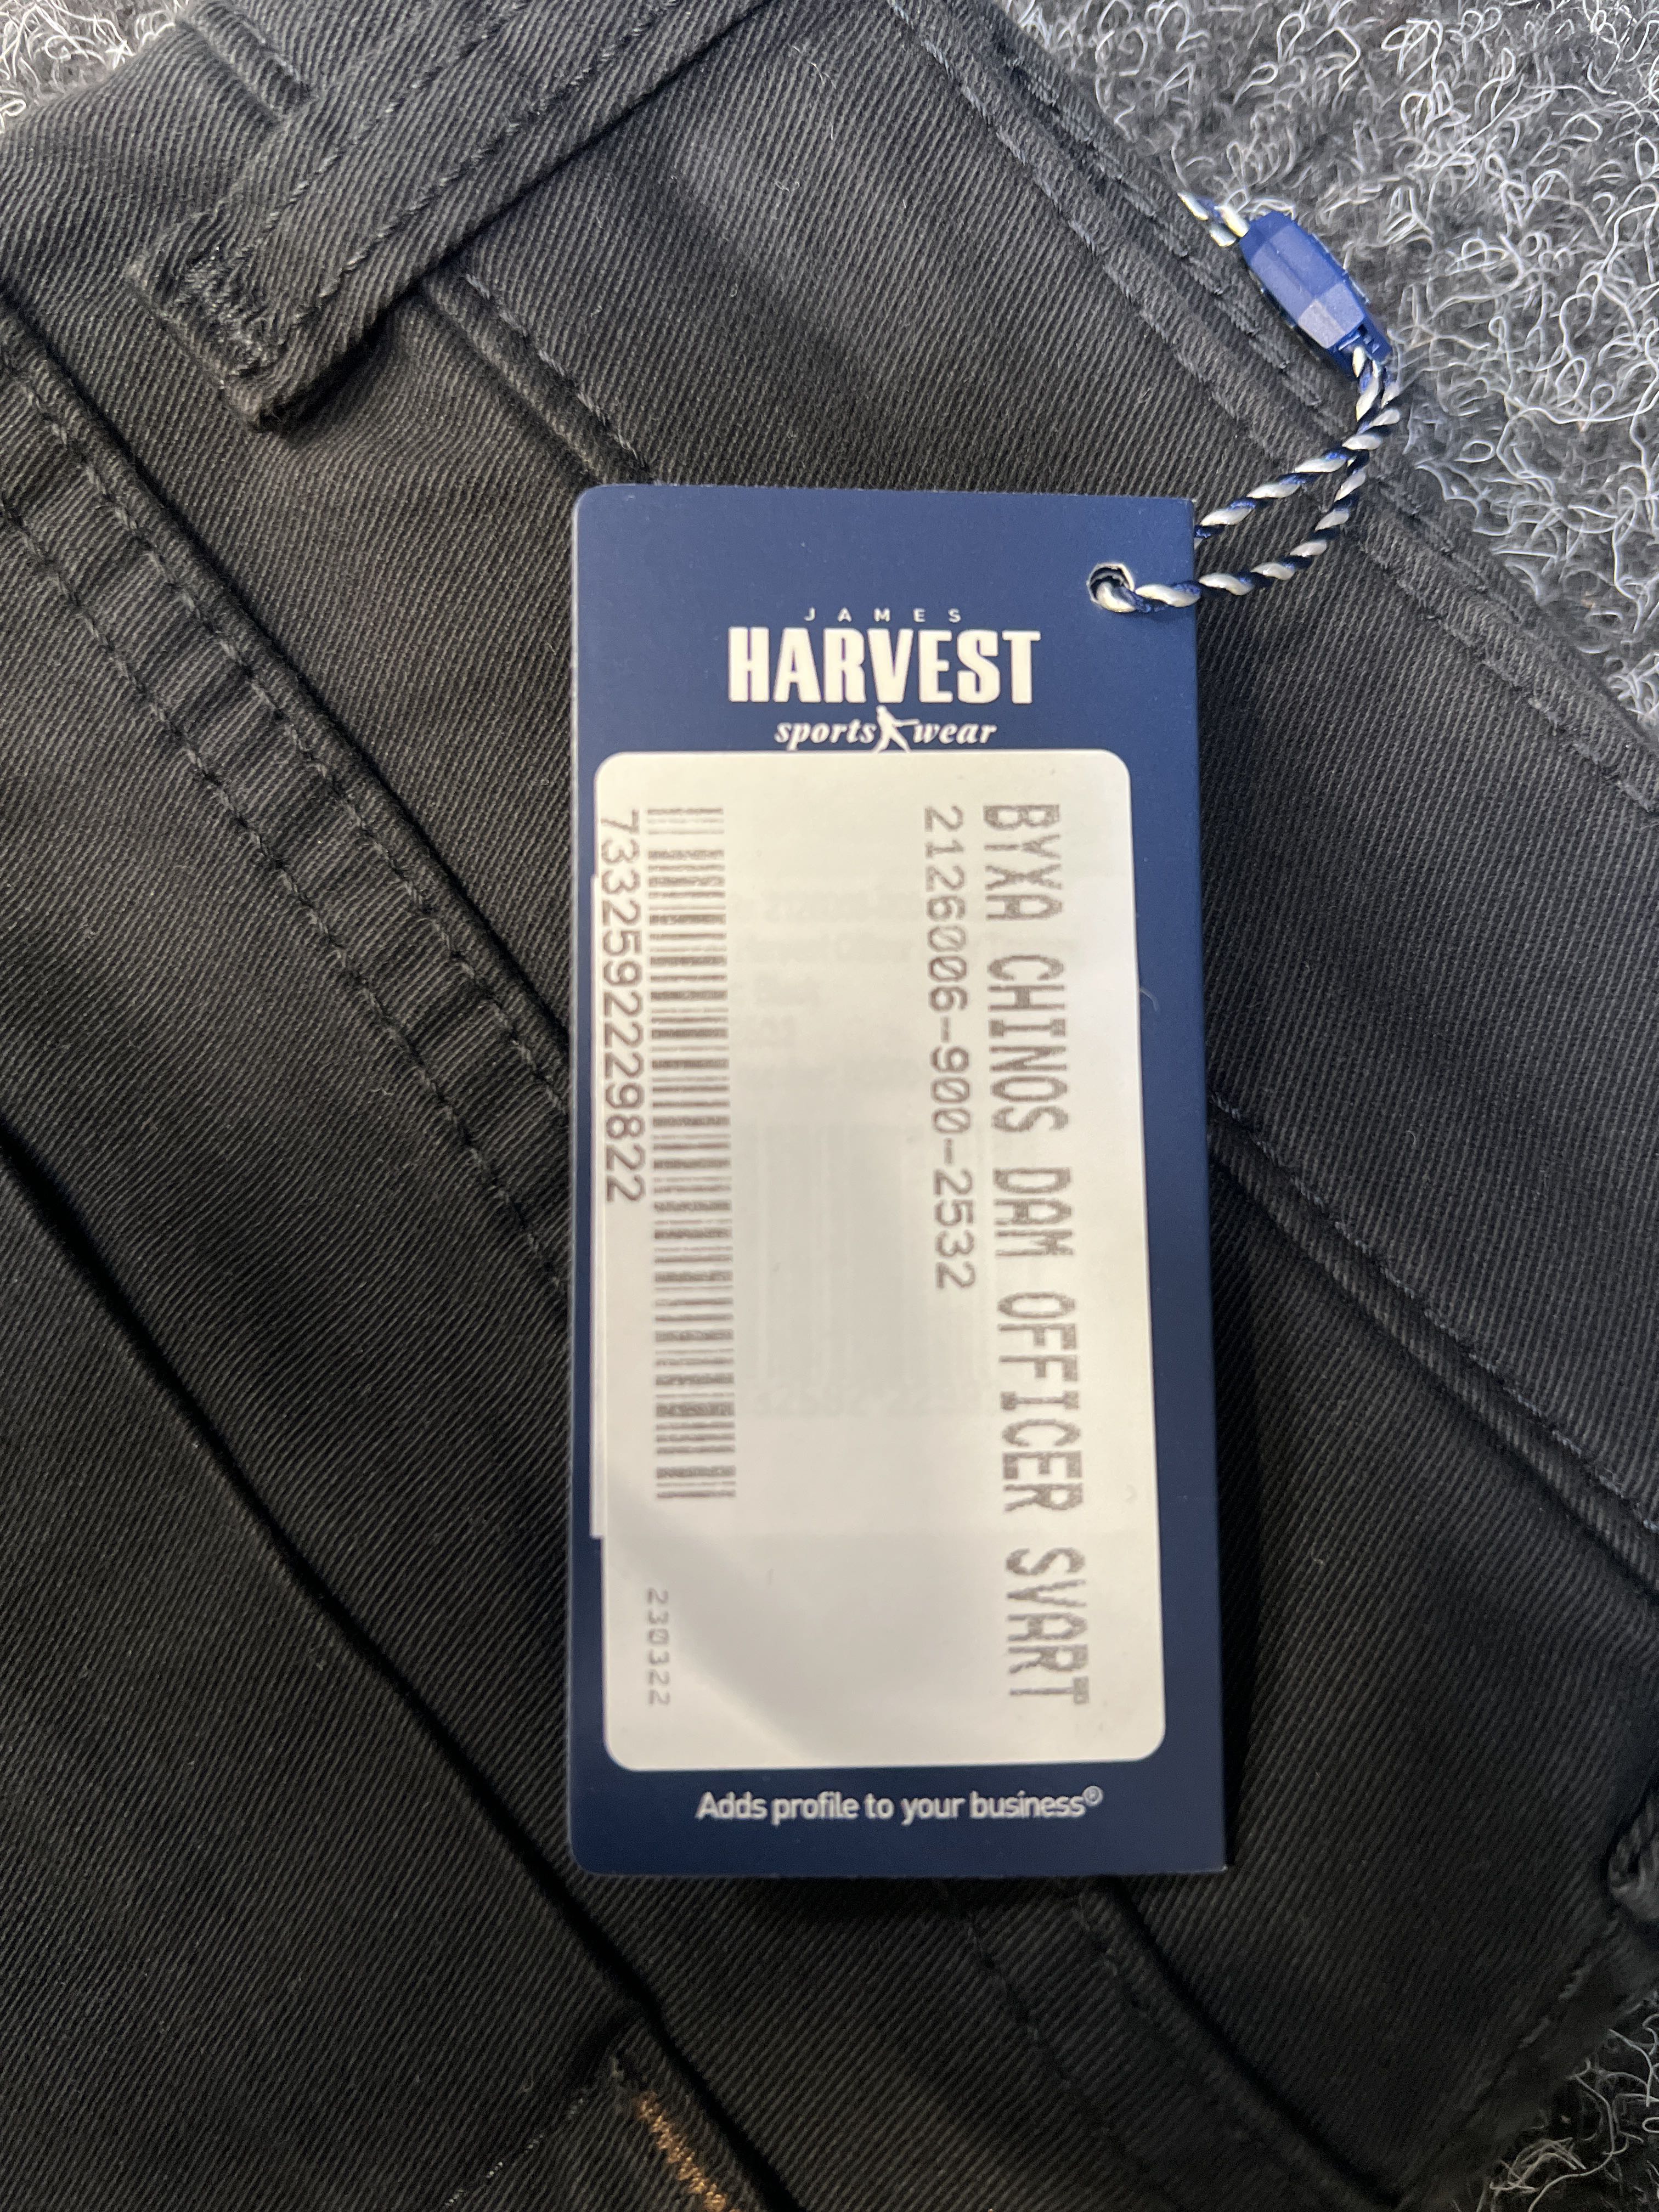 JAMES
HARVEST
sportswear
BYXA CHINOS DAM OFFICER SVART
2126006-900-2532
7332592229822
230322
Adds profile to your business®